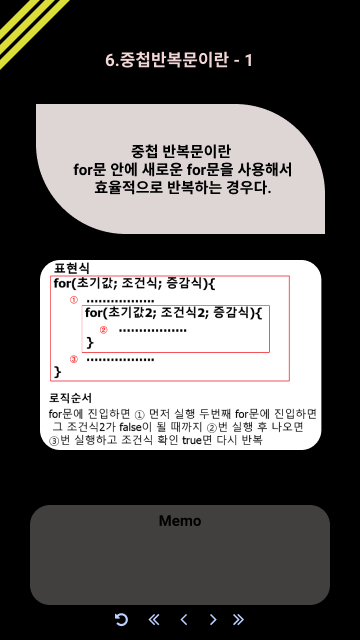 6.중첩반복문이란 - 1
중첩 반복문이란
for문 안에 새로운 for문을 사용해서
효율적으로 반복하는 경우다.
표현식
for(초기값; 조건식; 증감식){
① .................
for(초기값2; 조건식2; 증감식){
② .................
}
③ .................
}
로직순서
for문에 진입하면 ① 먼저 실행 두번째 for문에 진입하면
그 조건식2가 false이 될 때까지 ②번 실행 후 나오면
③번 실행하고 조건식 확인 true면 다시 반복
Memo